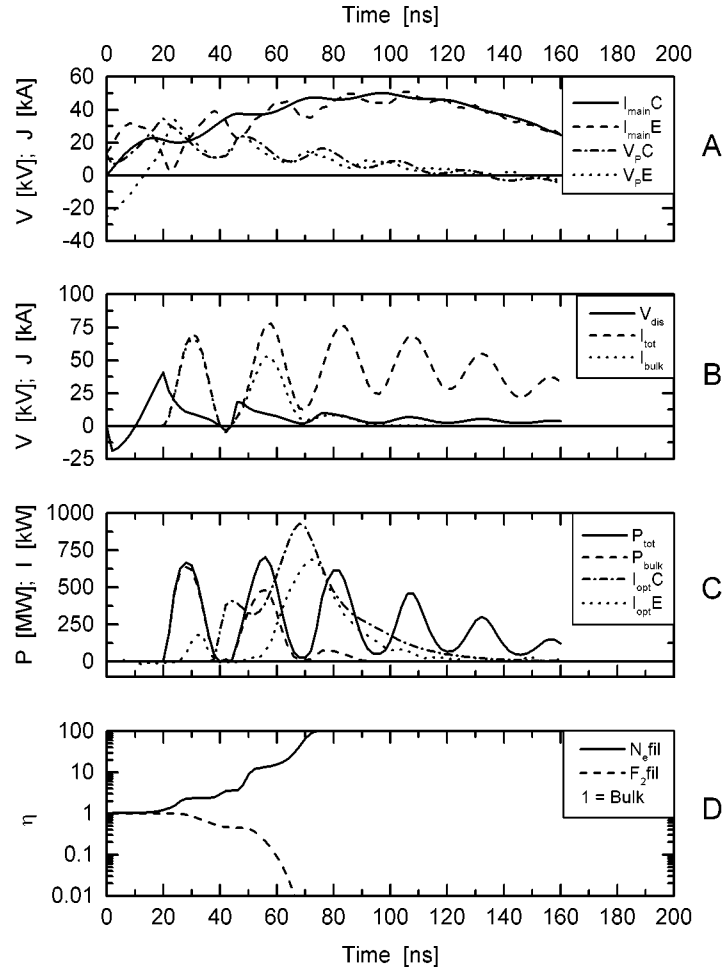 Time [ns]
0 20 40 60 80 100 120 140 160 180 200
60
40
20
0
-20
-40
V [kV]; J [kA]
I_main C
I_main E
V_P C
V_P E
A
100
75
50
25
0
-25
V [kV]; J [kA]
V_dis
I_tot
I_bulk
B
1000
750
500
250
0
P [MW]; I [kW]
P_tot
P_bulk
I_opt C
I_opt E
C
100
10
1
0.1
0.01
η
N_e fil
F_2 fil
1 = Bulk
D
0 20 40 60 80 100 120 140 160 180 200
Time [ns]